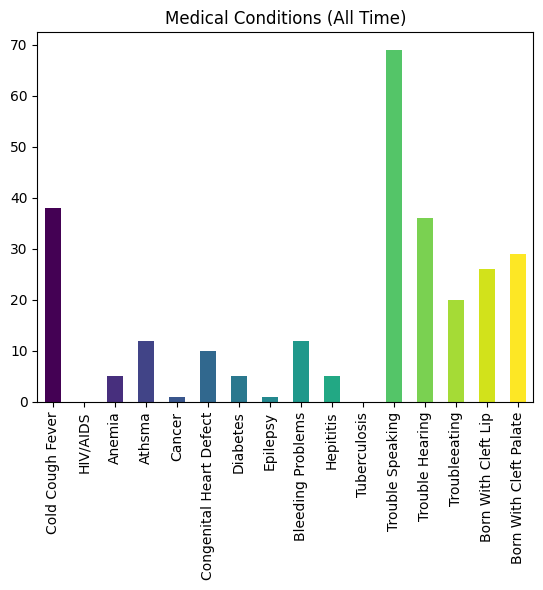 Medical Conditions (All Time)
70
60
50
40
30
20
10
0
Cold Cough Fever
HIV/AIDS
Anemia
Athsma
Cancer
Congenital Heart Defect
Diabetes
Epilepsy
Bleeding Problems
Hepititis
Tuberculosis
Trouble Speaking
Trouble Hearing
Troubleeating
Born With Cleft Lip
Born With Cleft Palate